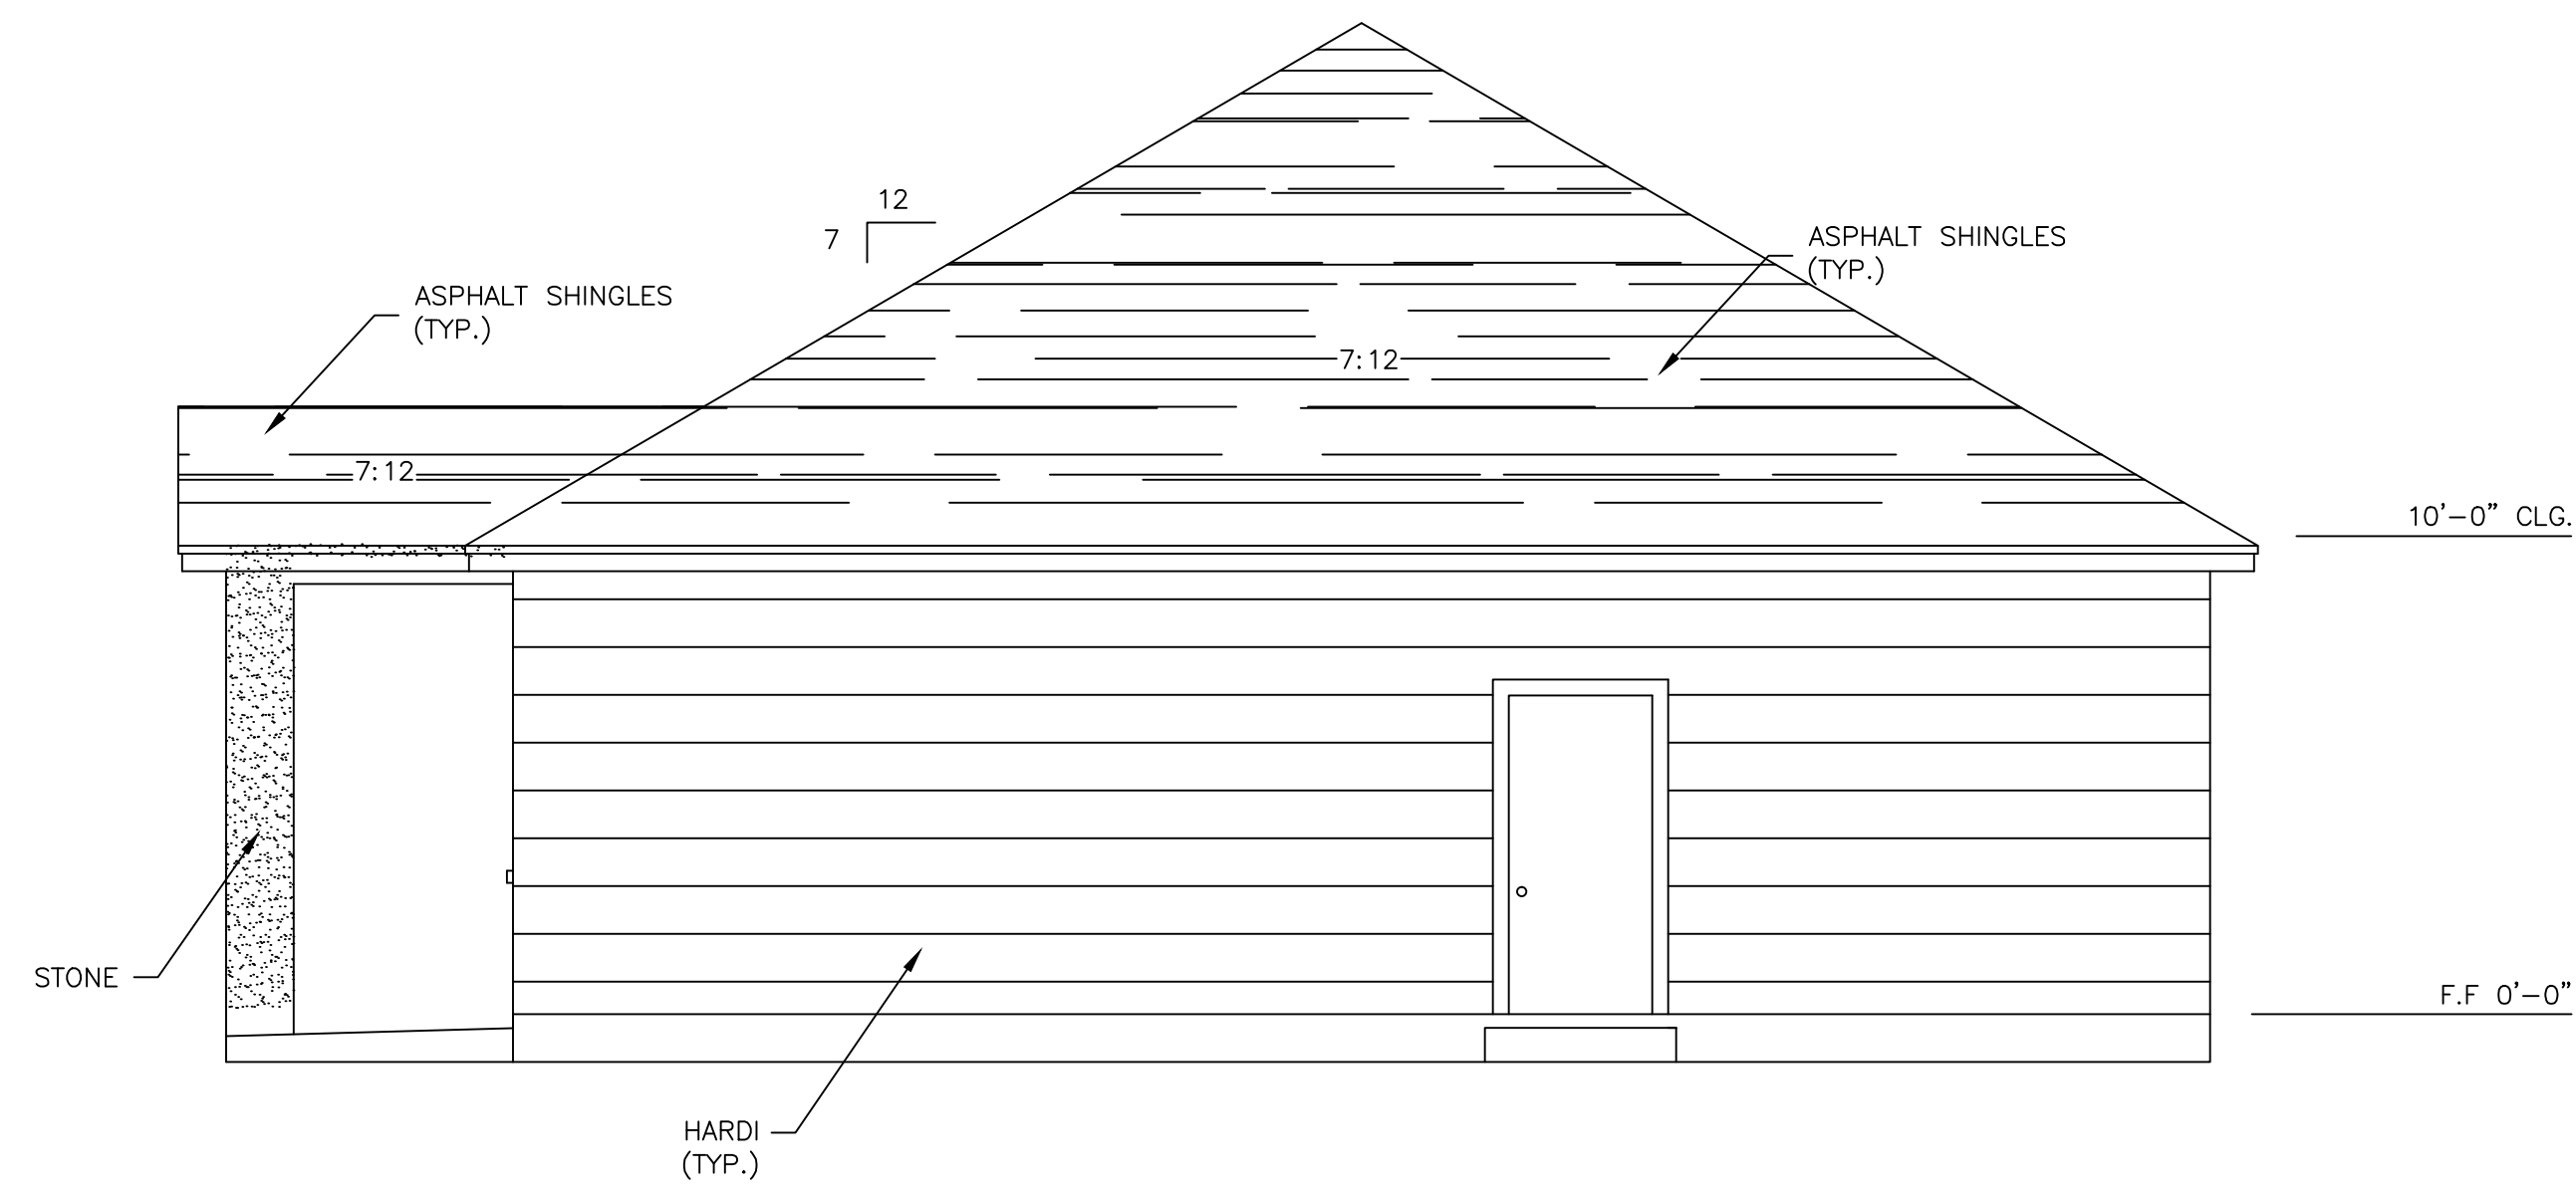 12
7
ASPHALT SHINGLES
(TYP.)
ASPHALT SHINGLES
(TYP.)
7:12
7:12
10'-0" CLG.
STONE
F.F 0'-0"
HARDI
(TYP.)